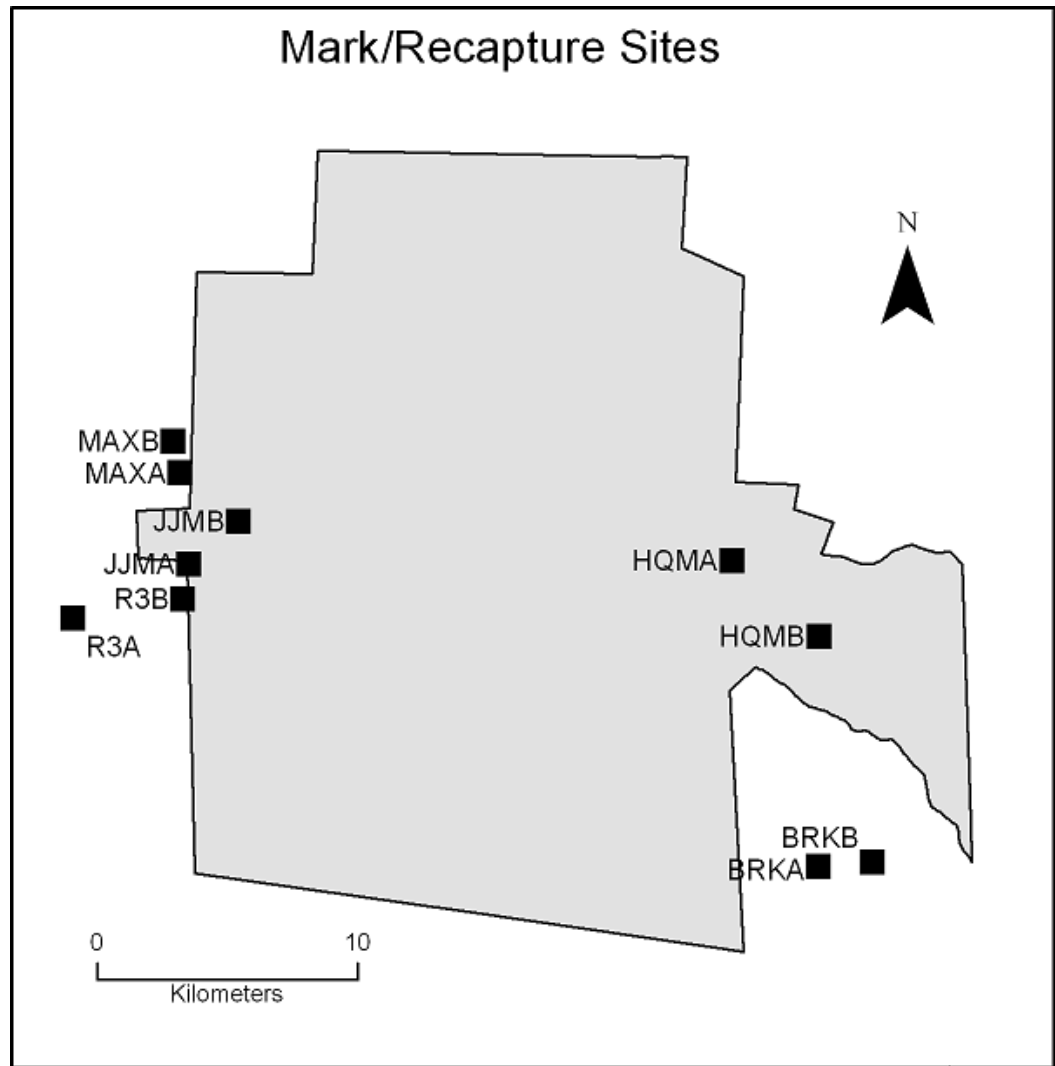 Mark/Recapture Sites
N
MAXB
MAXA
JJMB
JJMA
HQMA
R3B
R3A
HQMB
BRKB
BRKA
0 10
Kilometers